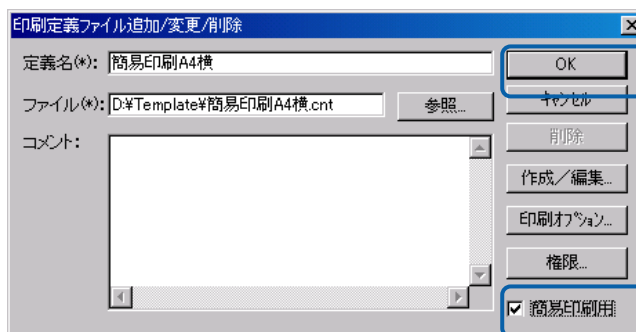 印刷定義ファイル追加/変更/削除
定義名(*): 簡易印刷A4横
OK
ファイル(*): D:¥Template¥簡易印刷A4横.cnt 参照...
キャンセル
コメント:
削除
作成／編集...
印刷オプション...
権限...
簡易印刷用